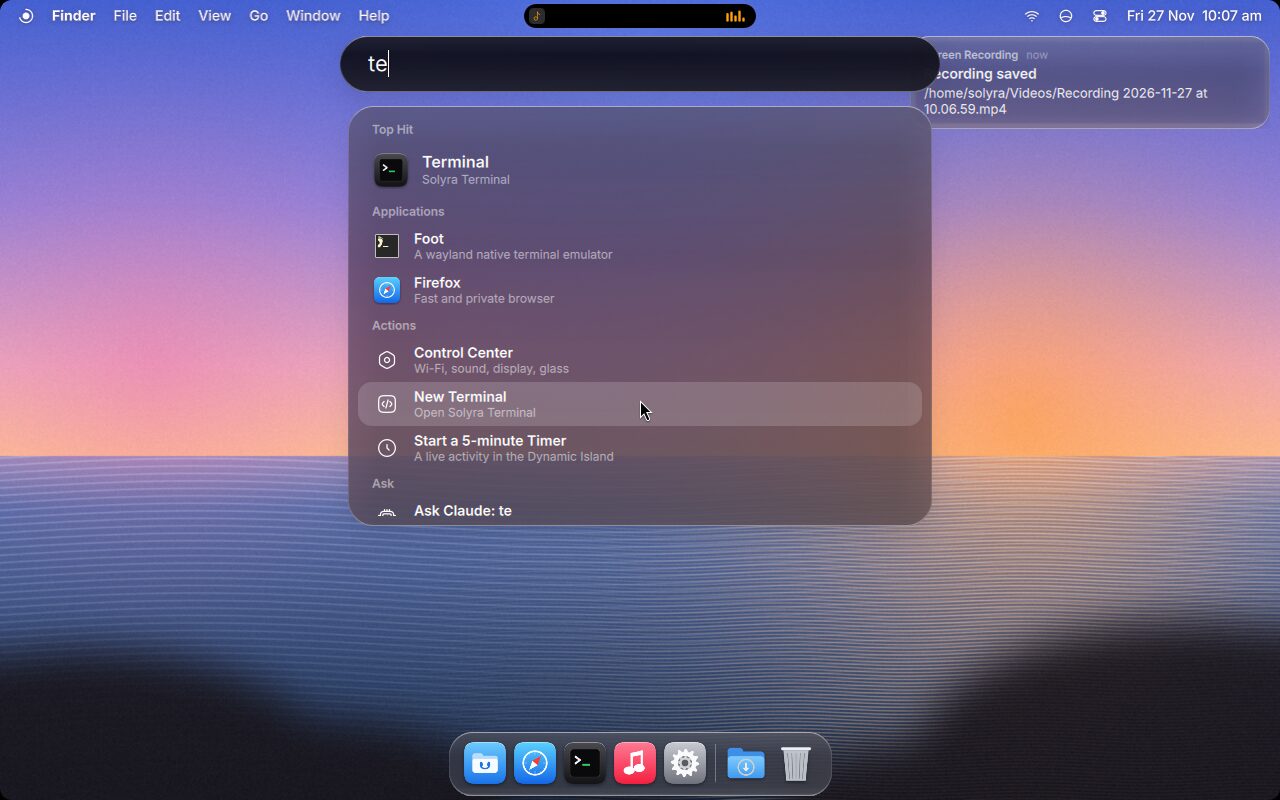 Finder File Edit View Go Window Help Fri 27 Nov 10:07 am
te
reen Recording now
ecording saved
/home/solyra/Videos/Recording 2026-11-27 at
10.06.59.mp4
Top Hit
Terminal
Solyra Terminal
Applications
Foot
A wayland native terminal emulator
Firefox
Fast and private browser
Actions
Control Center
Wi-Fi, sound, display, glass
New Terminal
Open Solyra Terminal
Start a 5-minute Timer
A live activity in the Dynamic Island
Ask
Ask Claude: te